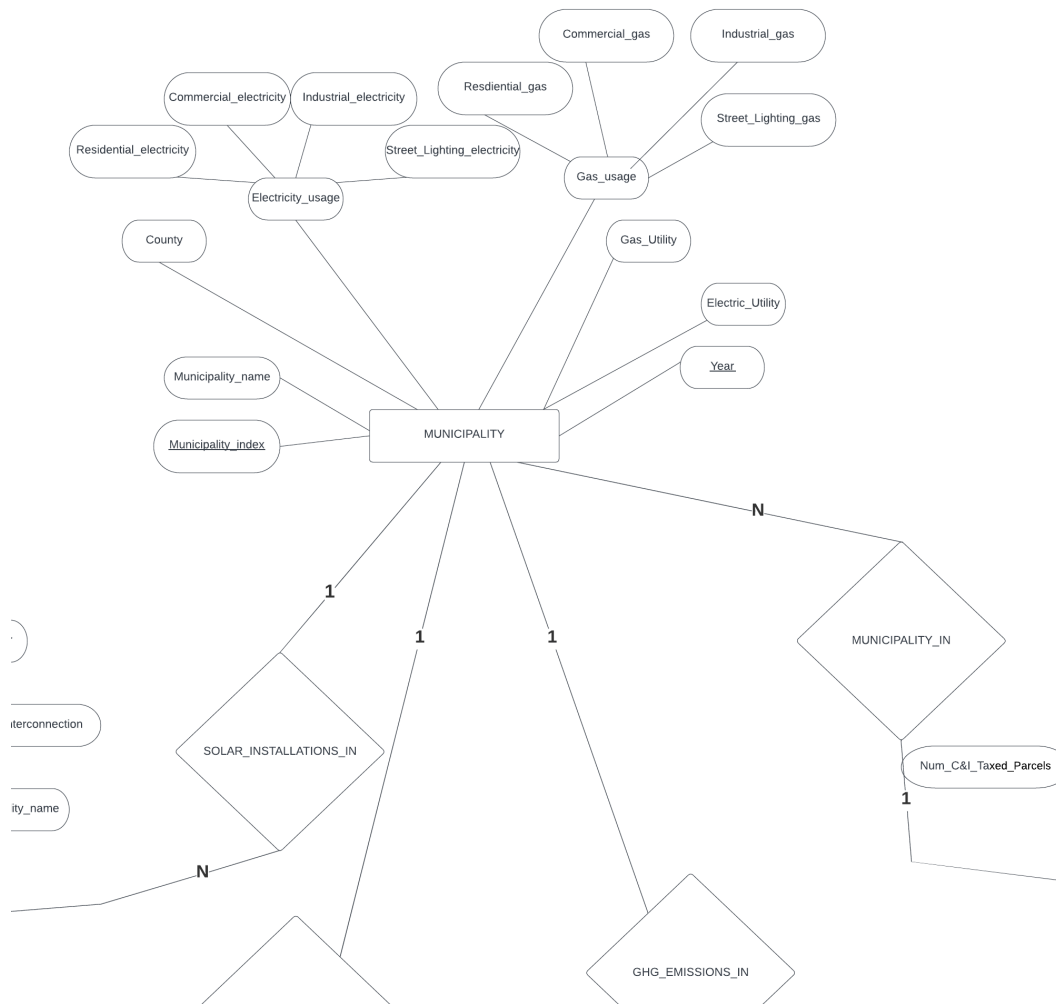 Commercial_gas
Industrial_gas
Resdiential_gas
Commercial_electricity
Industrial_electricity
Street_Lighting_gas
Residential_electricity
Street_Lighting_electricity
Gas_usage
Electricity_usage
County
Gas_Utility
Electric_Utility
Year
Municipality_name
MUNICIPALITY
Municipality_index
N
1
1
1
MUNICIPALITY_IN
nterconnection
SOLAR_INSTALLATIONS_IN
Num_C&I_Taxed_Parcels
1
ity_name
N
GHG_EMISSIONS_IN